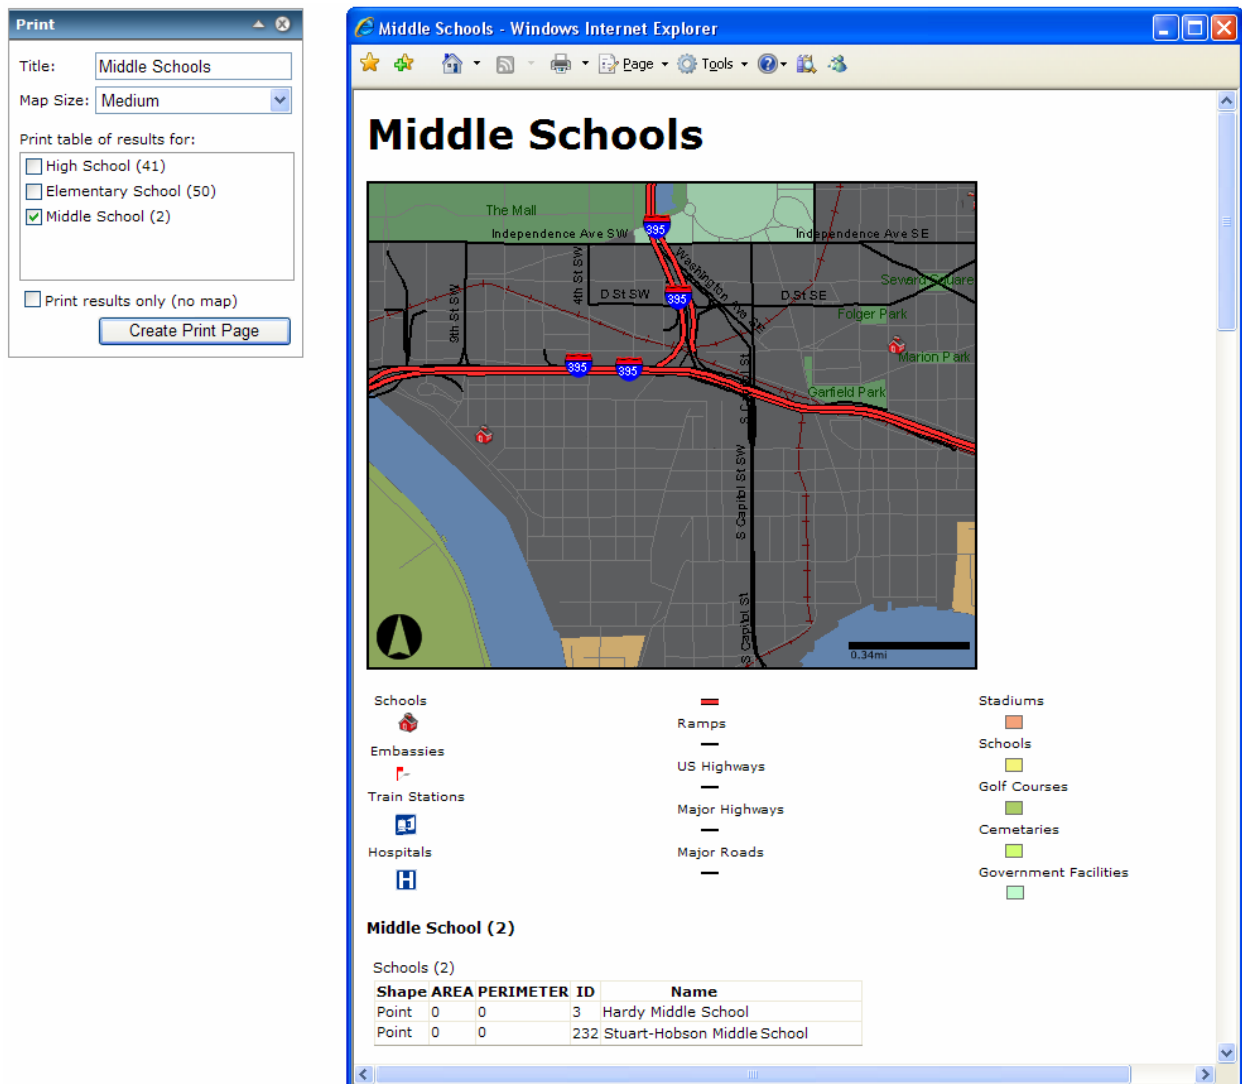 Print
Title: Middle Schools
Map Size: Medium
Print table of results for:
High School (41)
Elementary School (50)
Middle School (2)
Print results only (no map)
Create Print Page
Middle Schools - Windows Internet Explorer
Page Tools
Middle Schools
The Mall
395
Independence Ave SW
Independence Ave SE
Washington Ave SE
4th St SW
Seward Square
D St SW
395
D St SE
9th St SW
Folger Park
Marion Park
395
395
S Capitol St
Garfield Park
S Capitol St SW
S Capitol St
0.34mi
Schools
Embassies
Train Stations
Hospitals
H
Ramps
US Highways
Major Highways
Major Roads
Stadiums
Schools
Golf Courses
Cemetaries
Government Facilities
Middle School (2)
Schools (2)
Shape AREA PERIMETER ID Name
Point 0 0 3 Hardy Middle School
Point 0 0 232 Stuart-Hobson Middle School